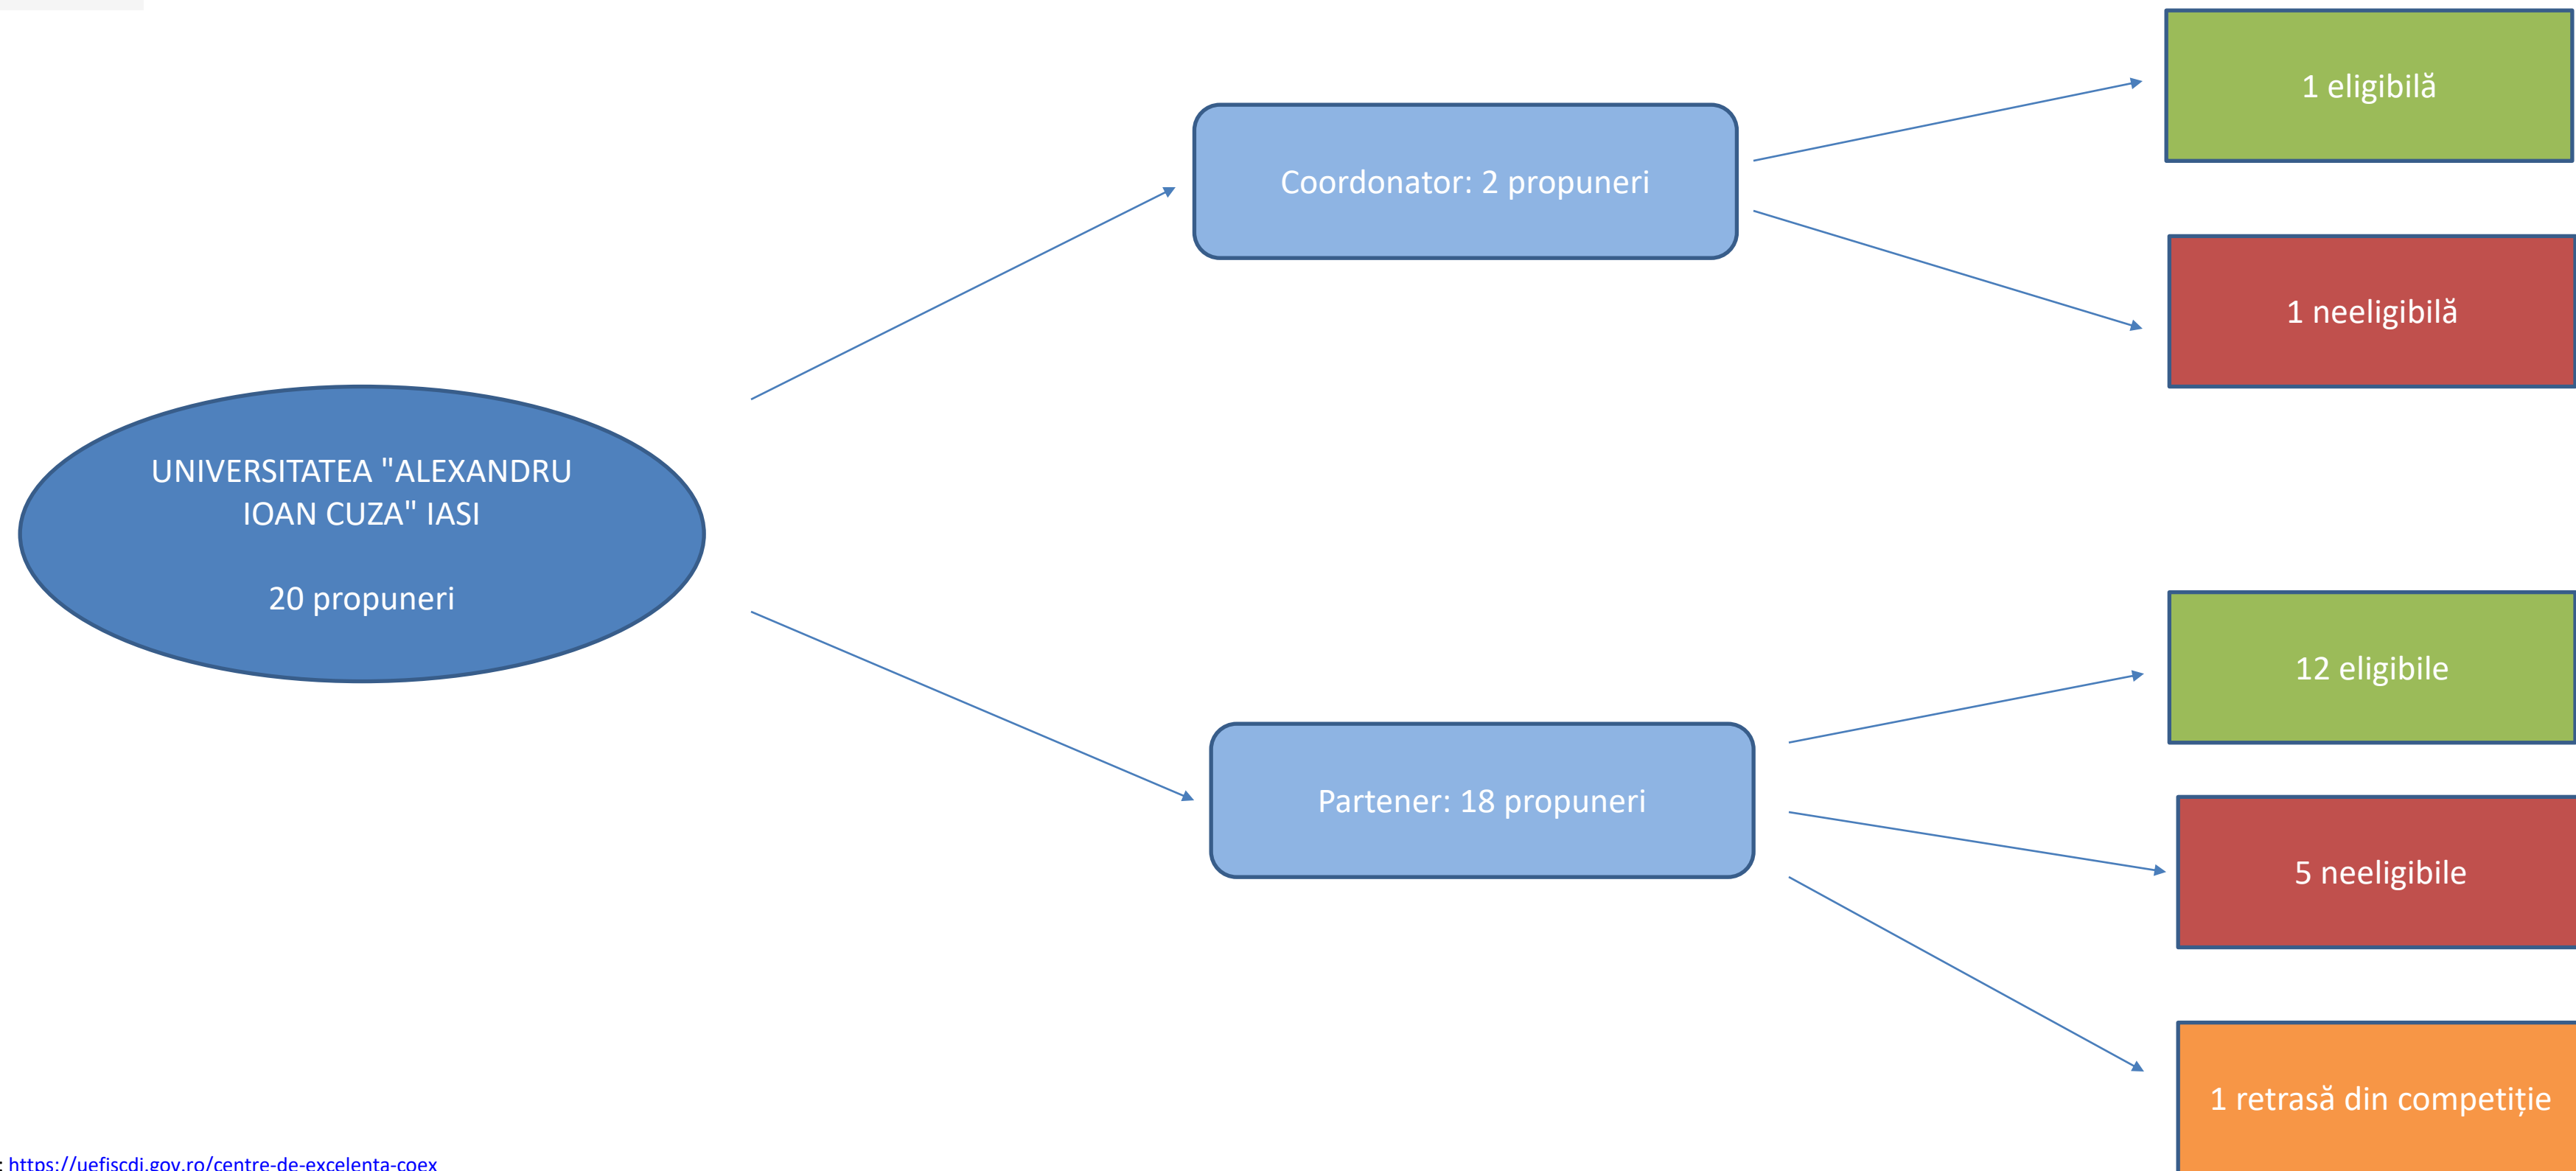 UNIVERSITATEA "ALEXANDRU
IOAN CUZA" IASI
20 propuneri
Coordonator: 2 propuneri
1 eligibilă
1 neeligibilă
Partener: 18 propuneri
12 eligibile
5 neeligibile
1 retrasă din competiție
: https://uefiscdi.gov.ro/centre-de-excelenta-coex